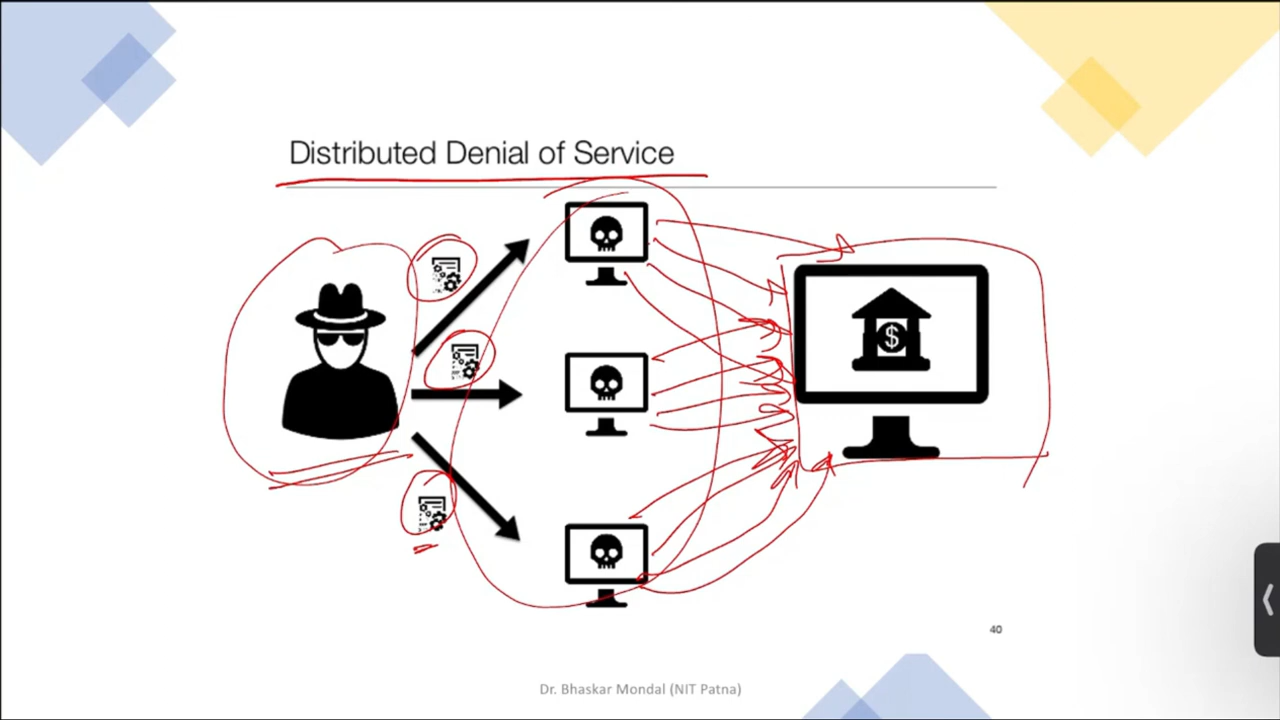 Distributed Denial of Service
$
40
Dr. Bhaskar Mondal (NIT Patna)